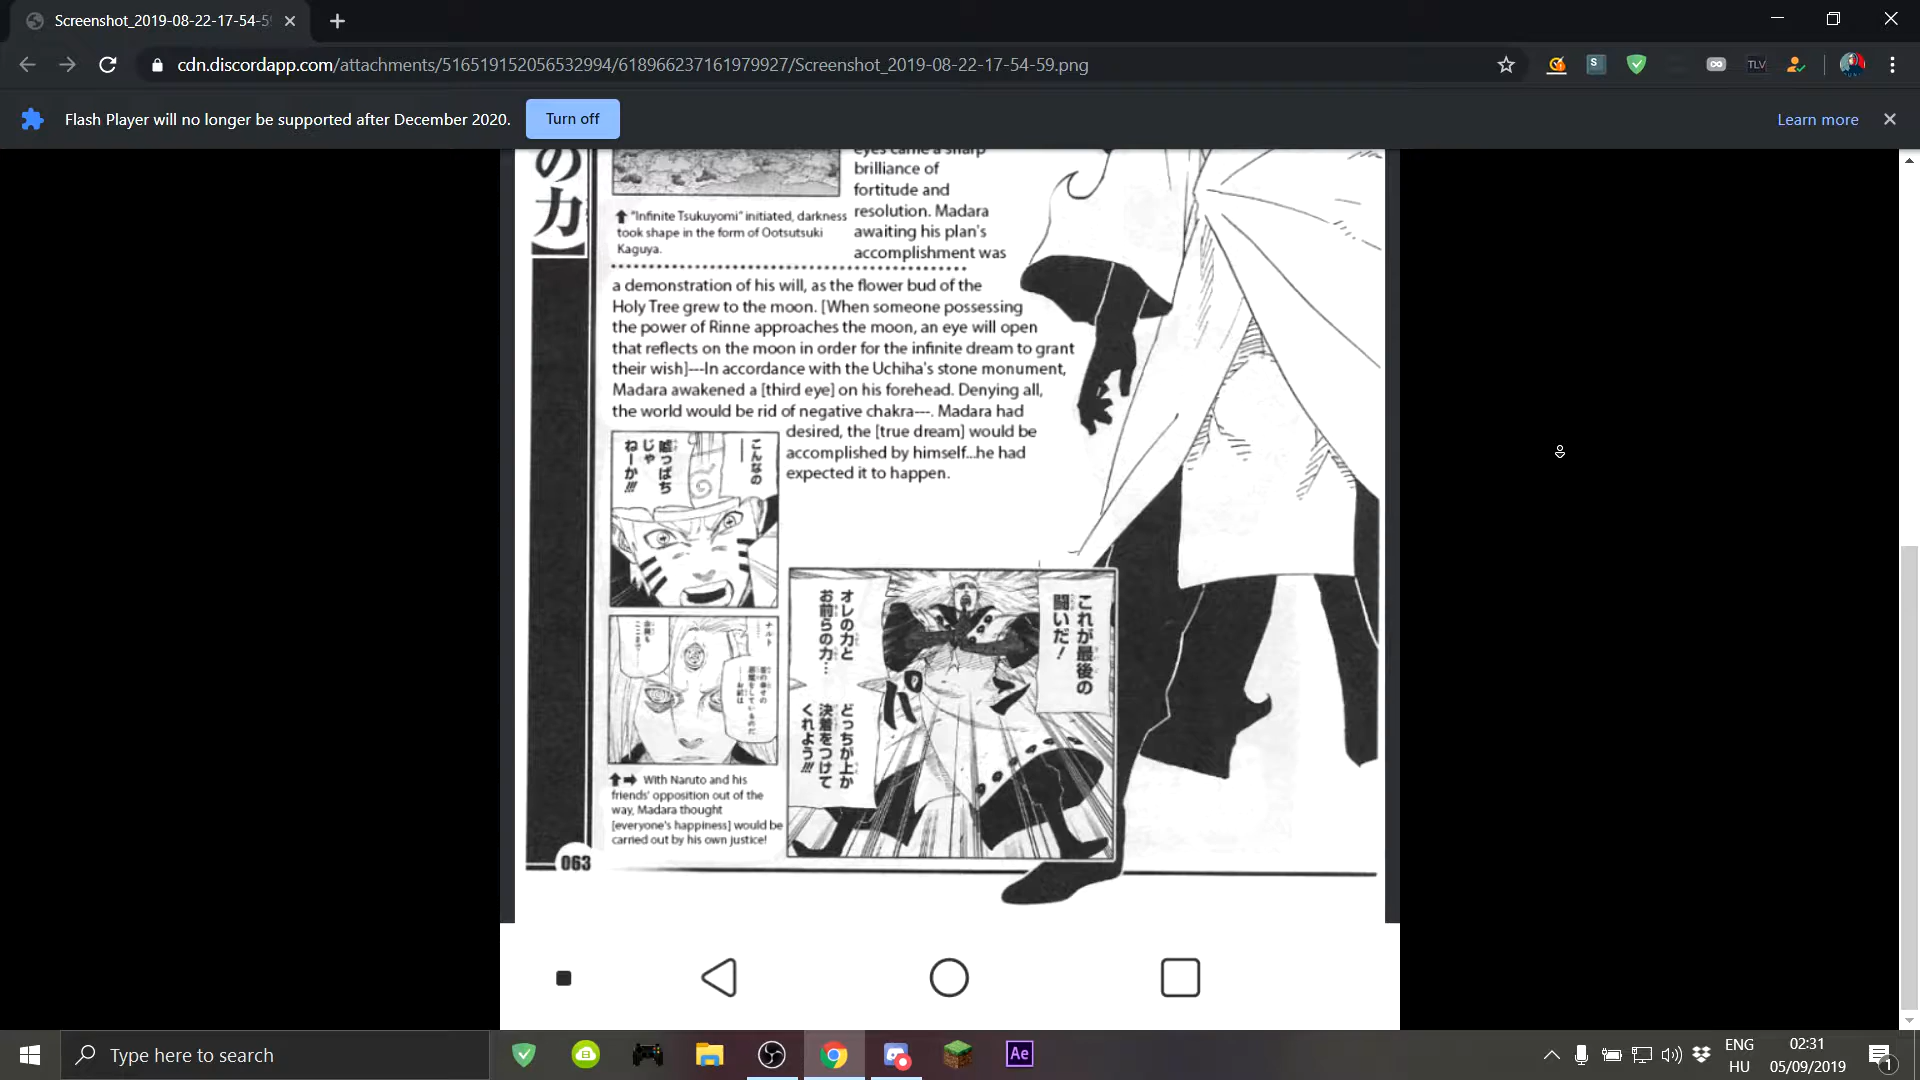 Screenshot_2019-08-22-17-54-5
cdn.discordapp.com/attachments/516519152056532994/618966237161979927/Screenshot_2019-08-22-17-54-59.png
TLV
Flash Player will no longer be supported after December 2020.
Turn off
Learn more
の力】
eyes came a sharp
brilliance of
fortitude and
resolution. Madara
awaiting his plan's
accomplishment was
"Infinite Tsukuyomi" initiated, darkness
took shape in the form of Ootsutsuki
Kaguya.
a demonstration of his will, as the flower bud of the
Holy Tree grew to the moon. [When someone possessing
the power of Rinne approaches the moon, an eye will open
that reflects on the moon in order for the infinite dream to grant
their wish]---In accordance with the Uchiha's stone monument,
Madara awakened a [third eye] on his forehead. Denying all,
the world would be rid of negative chakra---. Madara had
desired, the [true dream] would be
accomplished by himself...he had
expected it to happen.
こんなの
――
嘘っぱち
じゃ
ねーか!!!
これが最後の
闘いだ!
オレの力と
お前らの力…
どっちが上か
決着をつけて
くれよう!!!
ナルト
……
With Naruto and his
friends' opposition out of the
way, Madara thought
[everyone's happiness] would be
carried out by his own justice!
063
Type here to search
Ae
ENG
HU
02:31
05/09/2019
1